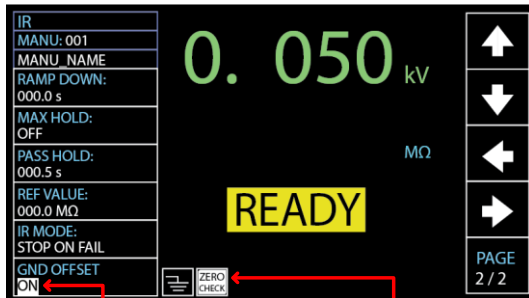 IR
MANU: 001
MANU_NAME
RAMP DOWN:
000.0 s
MAX HOLD:
OFF
PASS HOLD:
000.5 s
REF VALUE:
000.0 MΩ
IR MODE:
STOP ON FAIL
GND OFFSET
ON
0. 050 kV
MΩ
READY
ZERO
CHECK
PAGE
2 / 2